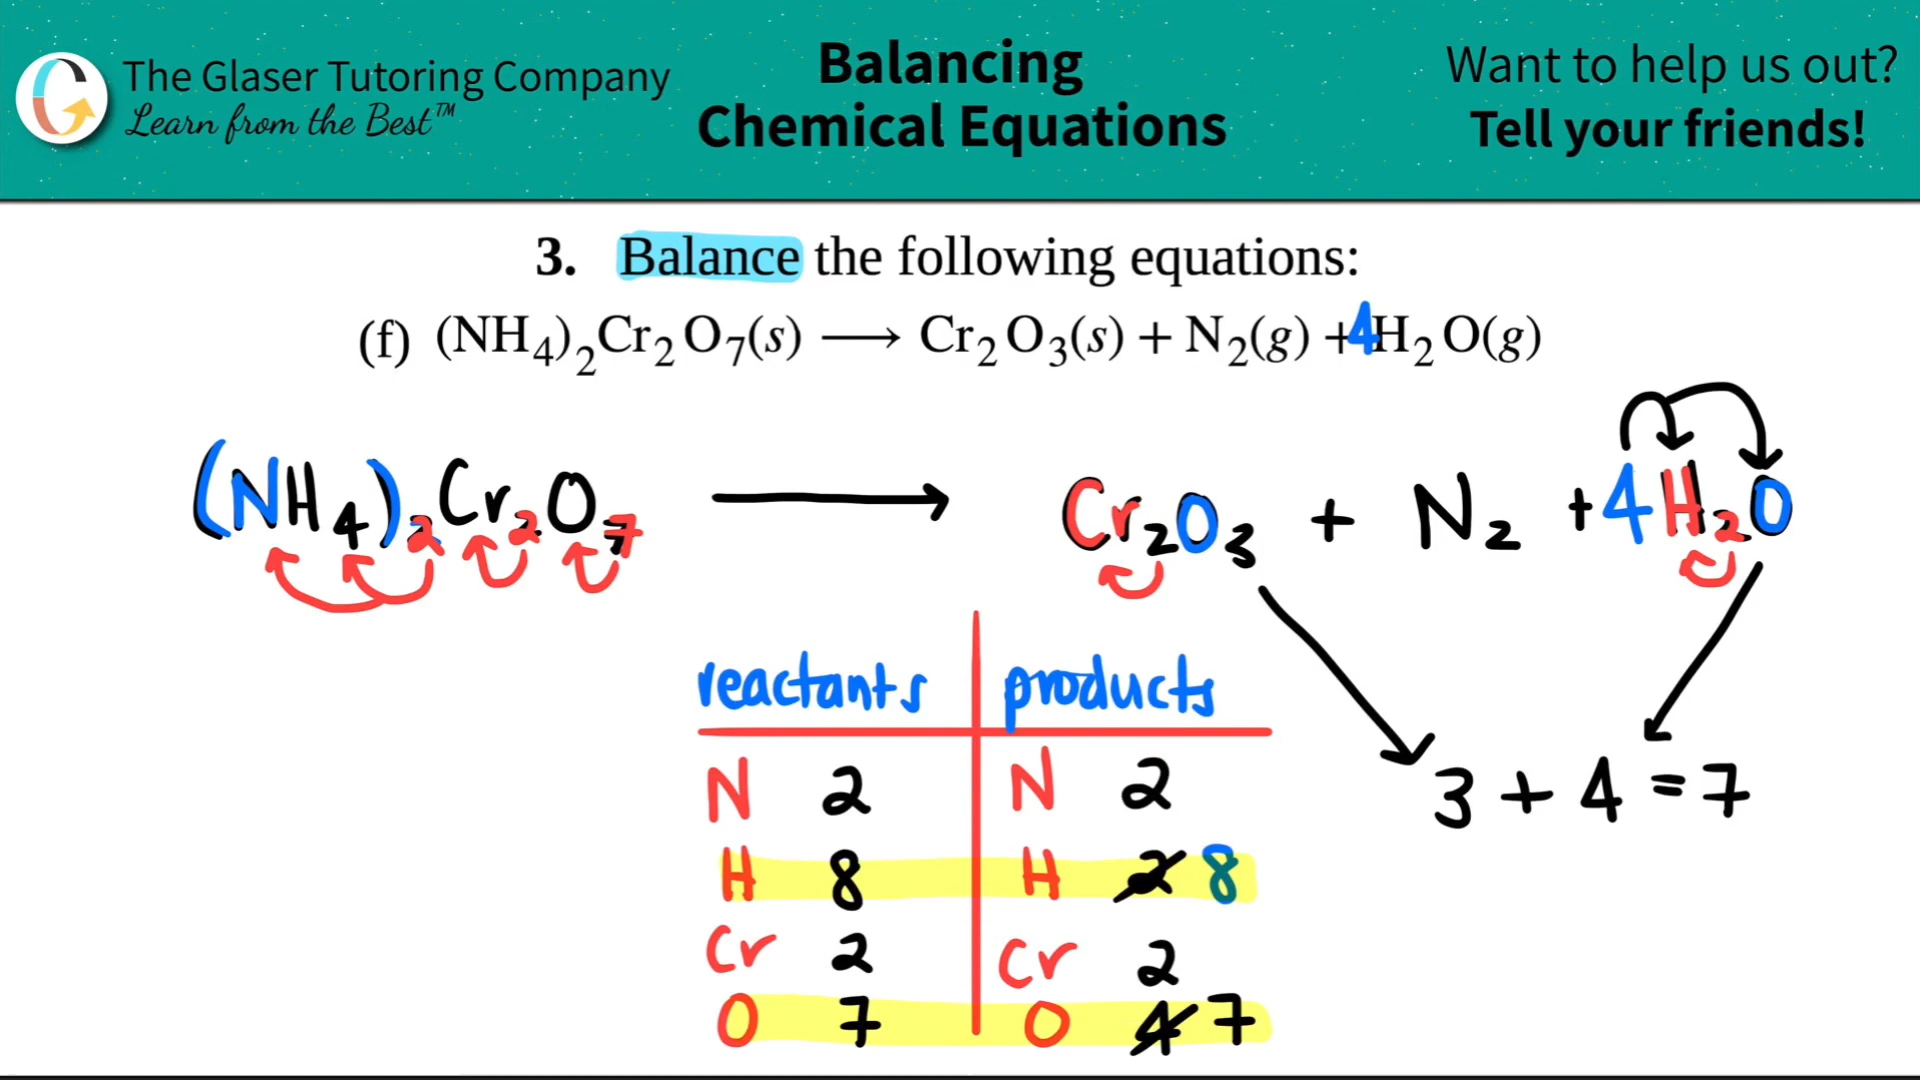 The Glaser Tutoring Company
Learn from the Best™
Balancing
Chemical Equations
Want to help us out?
Tell your friends!
3. Balance the following equations:
(f) (NH₄)₂Cr₂O₇(s) ⟶ Cr₂O₃(s) + N₂(g) + 4H₂O(g)
(NH₄)₂Cr₂O₇ ⟶ Cr₂O₃ + N₂ + 4H₂O
reactants products
N 2 N 2
H 8 H 2 8
Cr 2 Cr 2
O 7 O 4 7
3 + 4 = 7